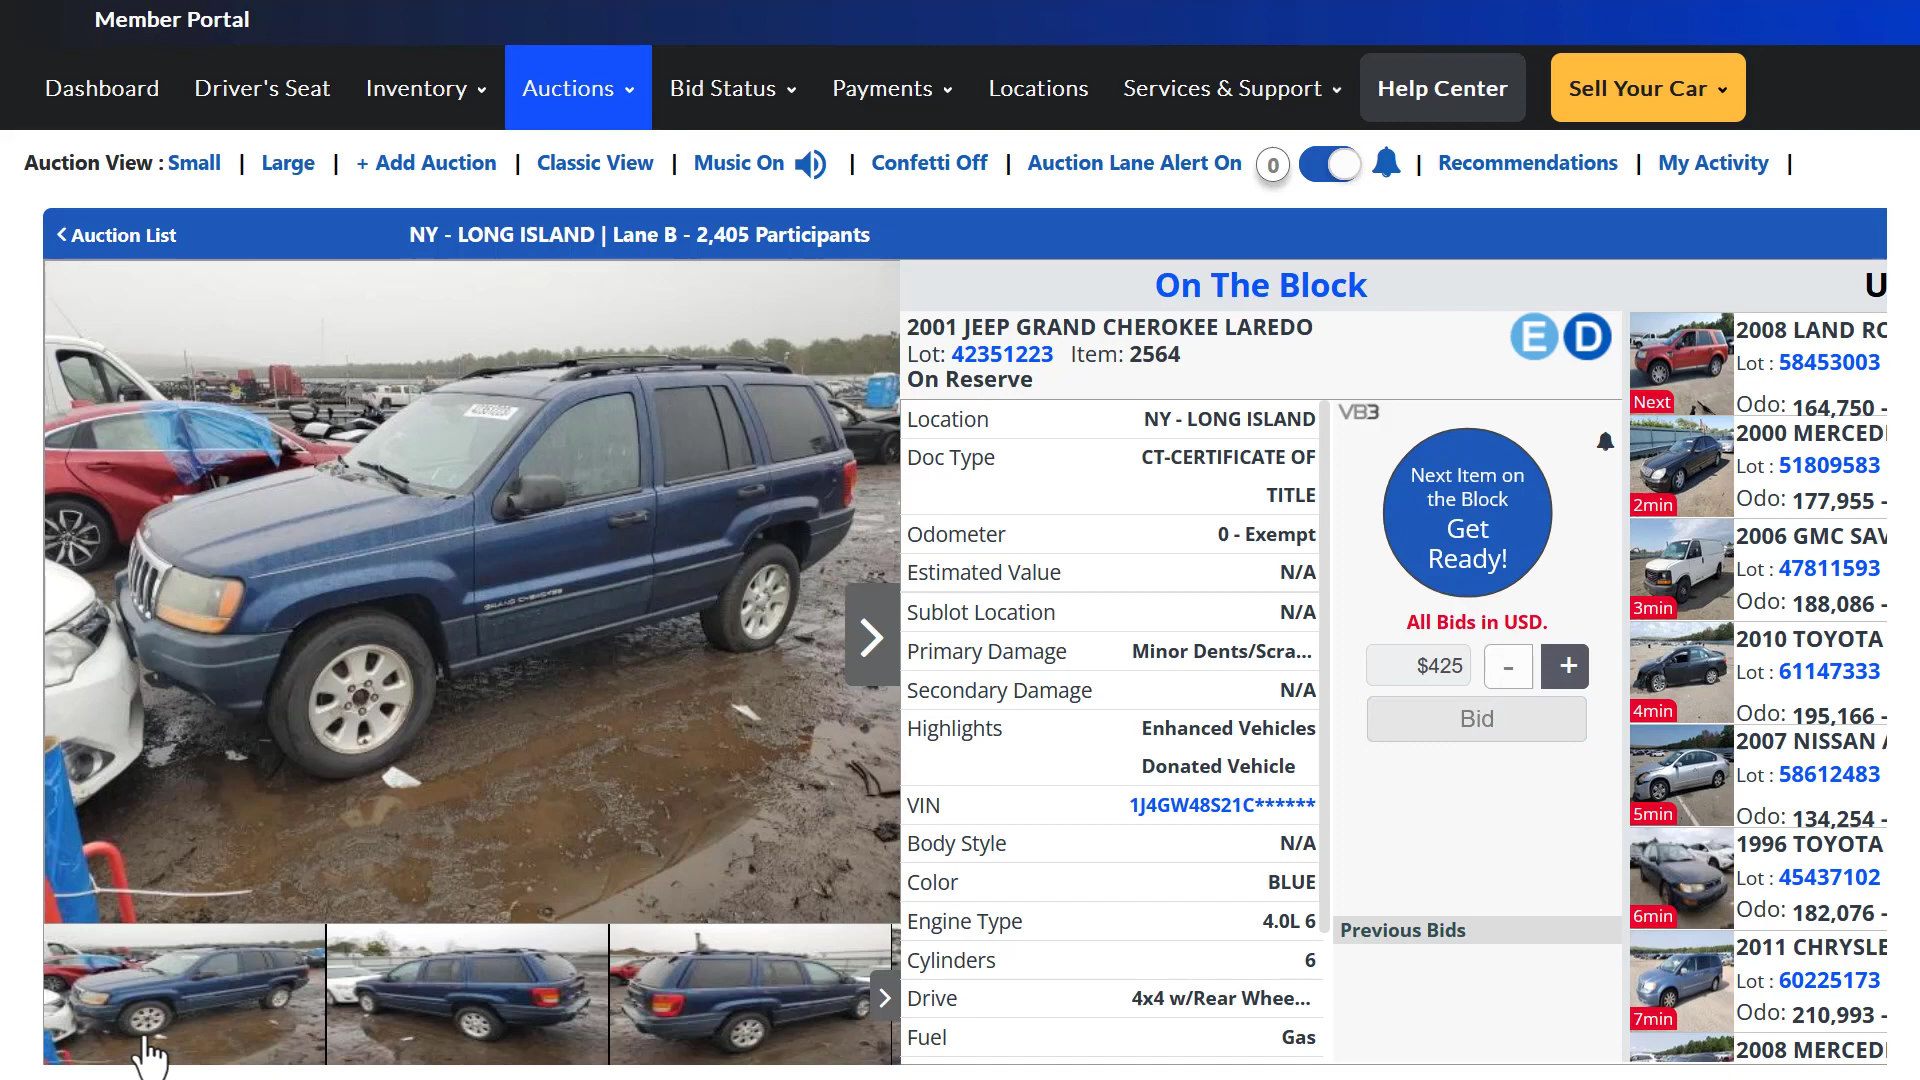 Member Portal
Dashboard Driver's Seat Inventory Auctions Bid Status Payments Locations Services & Support Help Center Sell Your Car
Auction View : Small | Large | + Add Auction | Classic View | Music On | Confetti Off | Auction Lane Alert On 0 | Recommendations | My Activity |
Auction List
NY - LONG ISLAND | Lane B - 2,405 Participants
42351223
GRAND CHEROKEE
On The Block
2001 JEEP GRAND CHEROKEE LAREDO
Lot: 42351223 Item: 2564
On Reserve
E D
Location NY - LONG ISLAND
Doc Type CT-CERTIFICATE OF
TITLE
Odometer 0 - Exempt
Estimated Value N/A
Sublot Location N/A
Primary Damage Minor Dents/Scra...
Secondary Damage N/A
Highlights Enhanced Vehicles
Donated Vehicle
VIN 1J4GW48S21C******
Body Style N/A
Color BLUE
Engine Type 4.0L 6
Cylinders 6
Drive 4x4 w/Rear Whee...
Fuel Gas
VB3
Next Item on
the Block
Get
Ready!
All Bids in USD.
$425 - +
Bid
Previous Bids
U
2008 LAND RO
Lot : 58453003
Next
Odo: 164,750 -
2000 MERCEDI
Lot : 51809583
2min
Odo: 177,955 -
2006 GMC SAV
Lot : 47811593
3min
Odo: 188,086 -
2010 TOYOTA
Lot : 61147333
4min
Odo: 195,166 -
2007 NISSAN A
Lot : 58612483
5min
Odo: 134,254 -
1996 TOYOTA
Lot : 45437102
6min
Odo: 182,076 -
2011 CHRYSLE
Lot : 60225173
7min
Odo: 210,993 -
2008 MERCEDI